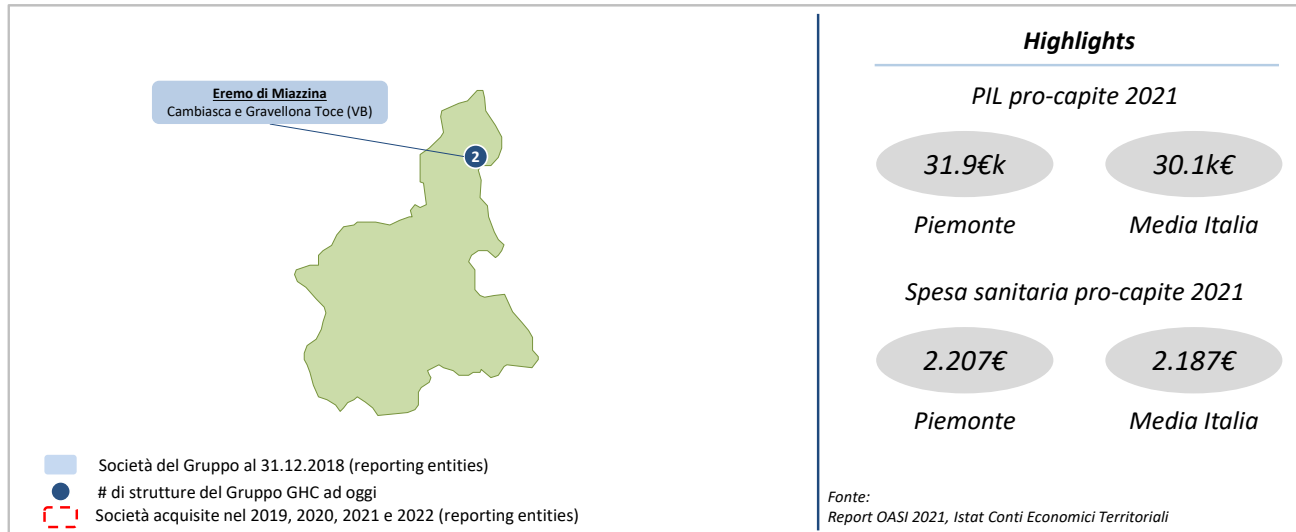 Eremo di Miazzina
Cambiasca e Gravellona Toce (VB)
2
Società del Gruppo al 31.12.2018 (reporting entities)
# di strutture del Gruppo GHC ad oggi
Società acquisite nel 2019, 2020, 2021 e 2022 (reporting entities)
Highlights
PIL pro-capite 2021
31.9€k 30.1k€
Piemonte Media Italia
Spesa sanitaria pro-capite 2021
2.207€ 2.187€
Piemonte Media Italia
Fonte:
Report OASI 2021, Istat Conti Economici Territoriali